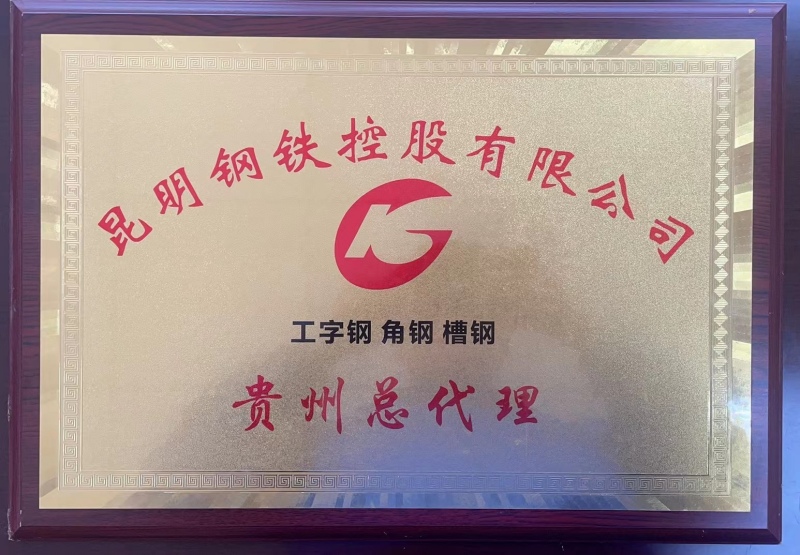 昆明钢铁控股有限公司
工字钢 角钢 槽钢
贵州总代理